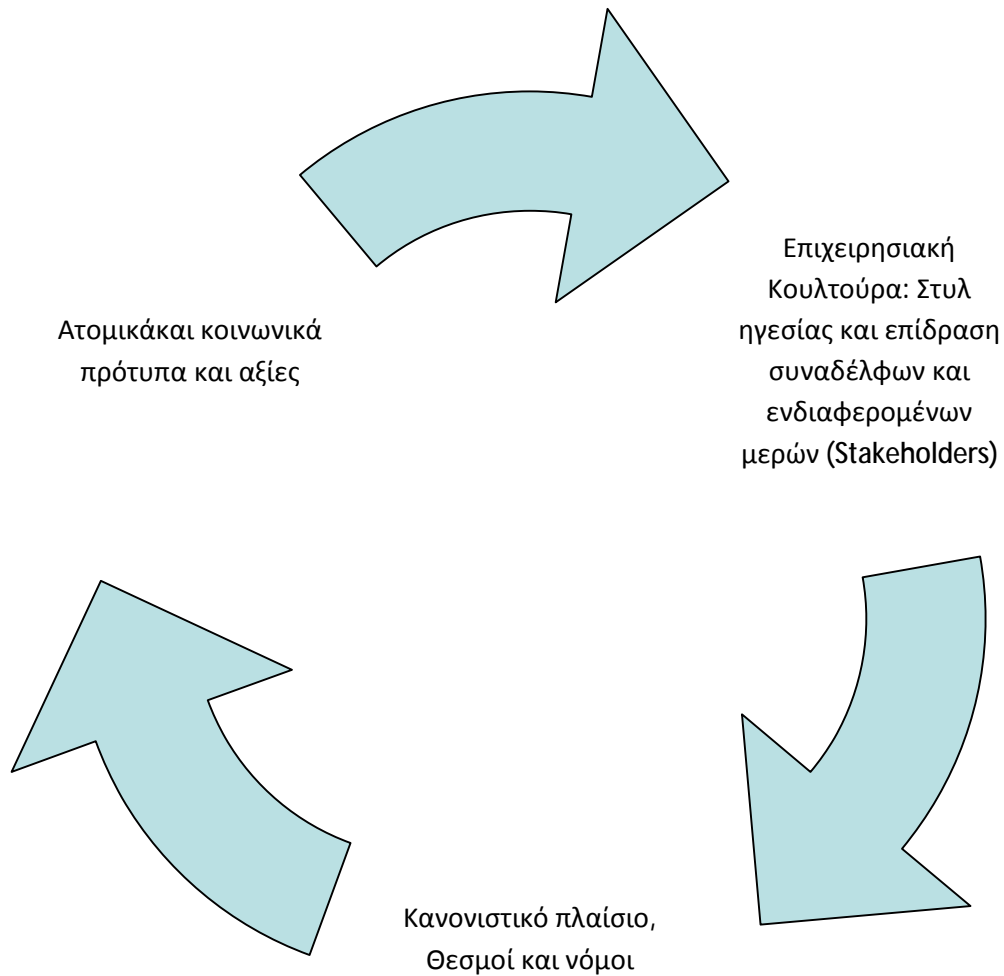 Ατομικάκαι κοινωνικά
πρότυπα και αξίες
Επιχειρησιακή
Κουλτούρα: Στυλ
ηγεσίας και επίδραση
συναδέλφων και
ενδιαφερομένων
μερών (Stakeholders)
Κανονιστικό πλαίσιο,
Θεσμοί και νόμοι